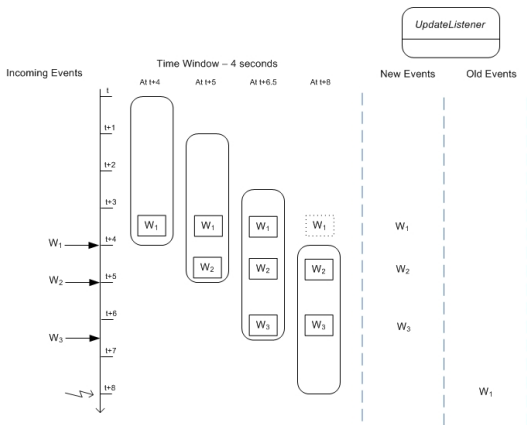 UpdateListener
Time Window – 4 seconds
Incoming Events
New Events
Old Events
At t+4
At t+5
At t+6.5
At t+8
t
t+1
t+2
t+3
W1 W1 W1 W1 W1
W1
t+4
W2 W2 W2 W2
W2
t+5
t+6
W3 W3 W3
W3
t+7
t+8
W1